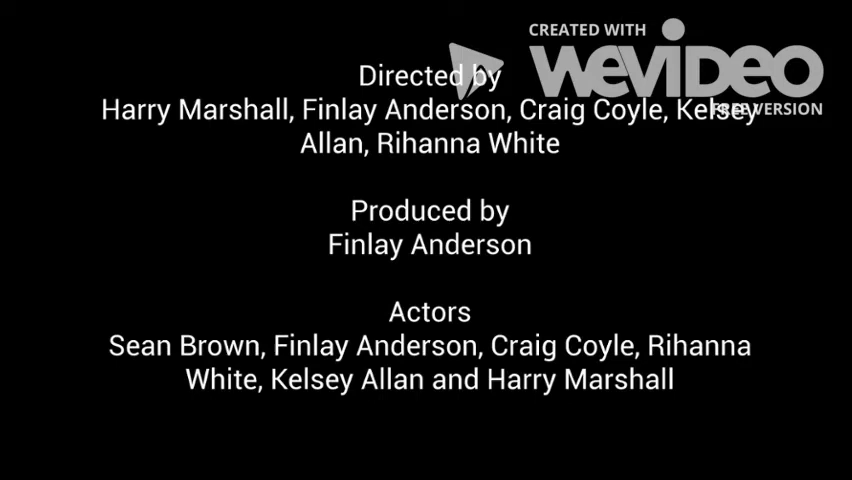 CREATED WITH
WEVIDEO
FREE VERSION
Directed by
Harry Marshall, Finlay Anderson, Craig Coyle, Kelsey
Allan, Rihanna White
Produced by
Finlay Anderson
Actors
Sean Brown, Finlay Anderson, Craig Coyle, Rihanna
White, Kelsey Allan and Harry Marshall